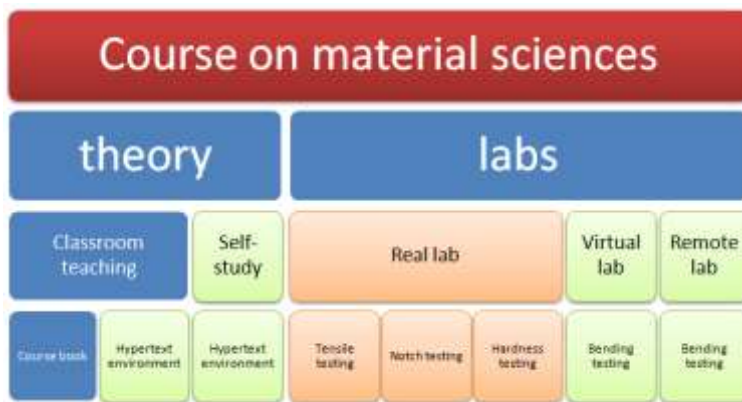 Course on material sciences
theory
labs
Classroom
teaching
Self-
study
Real lab
Virtual
lab
Remote
lab
Course book
Hypertext
environment
Hypertext
environment
Tensile
testing
Notch testing
Hardness
testing
Bending
testing
Bending
testing